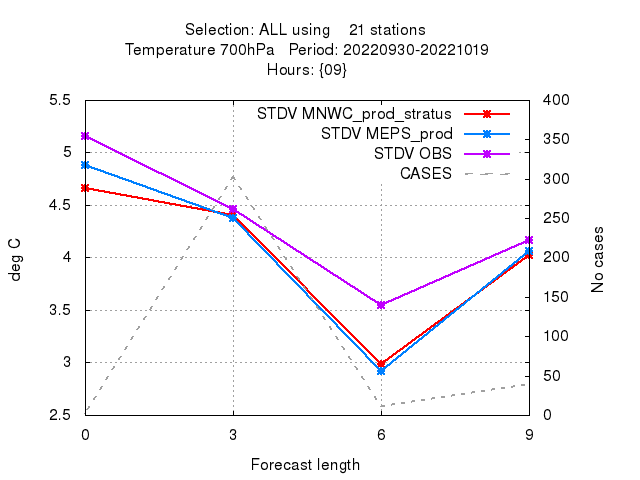 Selection: ALL using    21 stations
Temperature 700hPa   Period: 20220930-20221019
Hours: {09}
STDV MNWC_prod_stratus
STDV MEPS_prod
STDV OBS
CASES
5.5
5
4.5
4
3.5
3
2.5
deg C
400
350
300
250
200
150
100
50
0
No cases
0 3 6 9
Forecast length